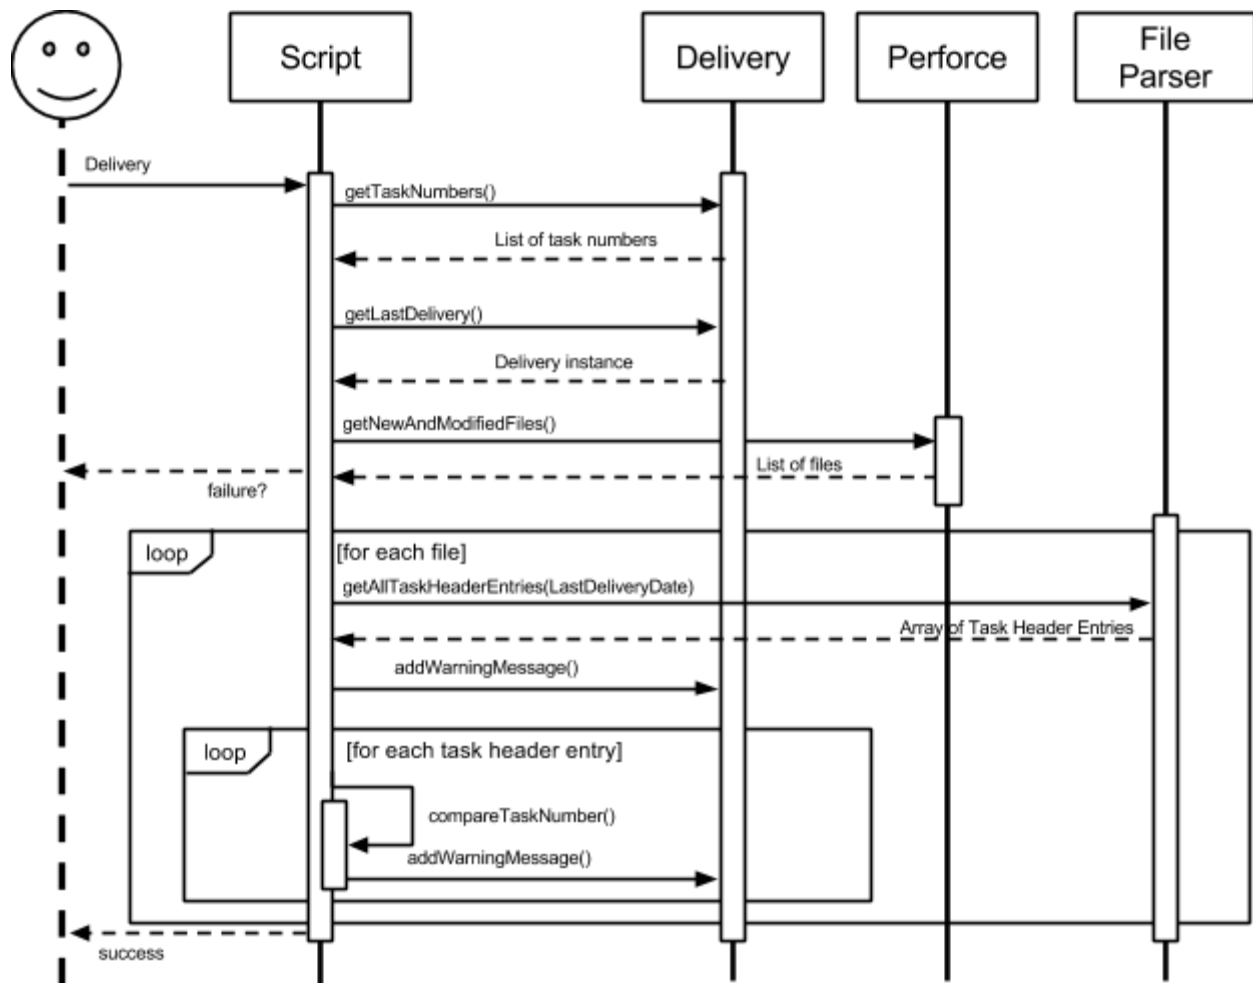 Script
Delivery
Perforce
File
Parser
Delivery
getTaskNumbers()
List of task numbers
getLastDelivery()
Delivery instance
getNewAndModifiedFiles()
List of files
failure?
loop
[for each file]
getAllTaskHeaderEntries(LastDeliveryDate)
Array of Task Header Entries
addWarningMessage()
loop
[for each task header entry]
compareTaskNumber()
addWarningMessage()
success